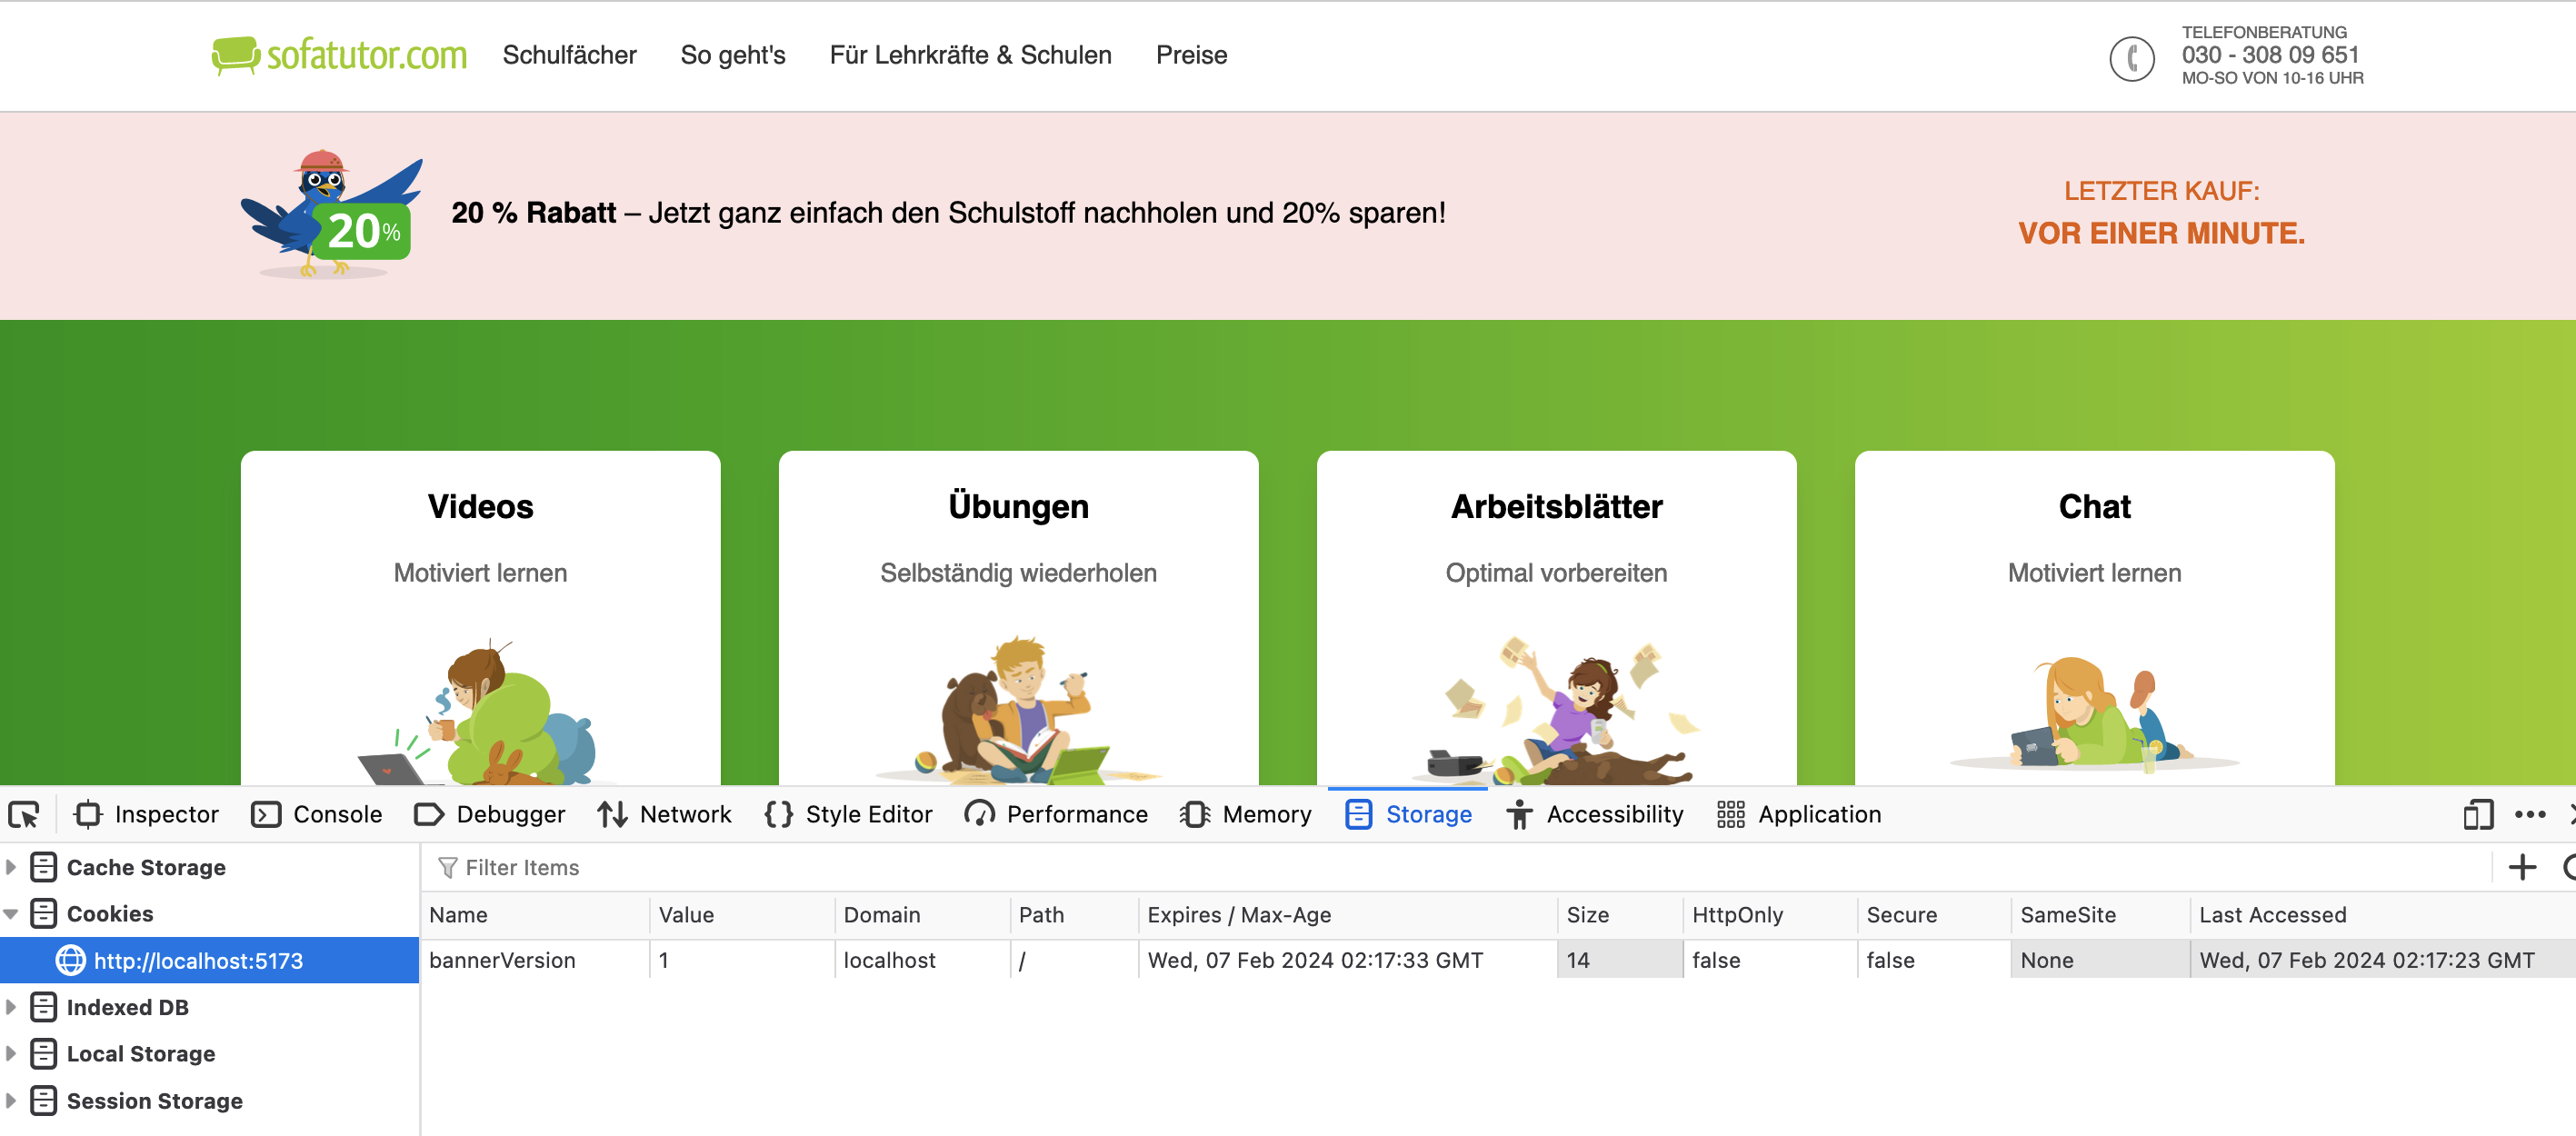 sofatutor.com Schulfächer So geht's Für Lehrkräfte & Schulen Preise
TELEFONBERATUNG
030 - 308 09 651
MO-SO VON 10-16 UHR
20%
20 % Rabatt – Jetzt ganz einfach den Schulstoff nachholen und 20% sparen!
LETZTER KAUF:
VOR EINER MINUTE.
Videos
Motiviert lernen
Übungen
Selbständig wiederholen
Arbeitsblätter
Optimal vorbereiten
Chat
Motiviert lernen
Inspector Console Debugger Network Style Editor Performance Memory Storage Accessibility Application
Cache Storage
Cookies
http://localhost:5173
Indexed DB
Local Storage
Session Storage
Filter Items
Name Value Domain Path Expires / Max-Age Size HttpOnly Secure SameSite Last Accessed
bannerVersion 1 localhost / Wed, 07 Feb 2024 02:17:33 GMT 14 false false None Wed, 07 Feb 2024 02:17:23 GMT